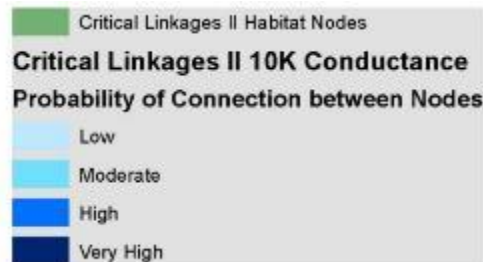 Critical Linkages II Habitat Nodes
Critical Linkages II 10K Conductance
Probability of Connection between Nodes
Low
Moderate
High
Very High